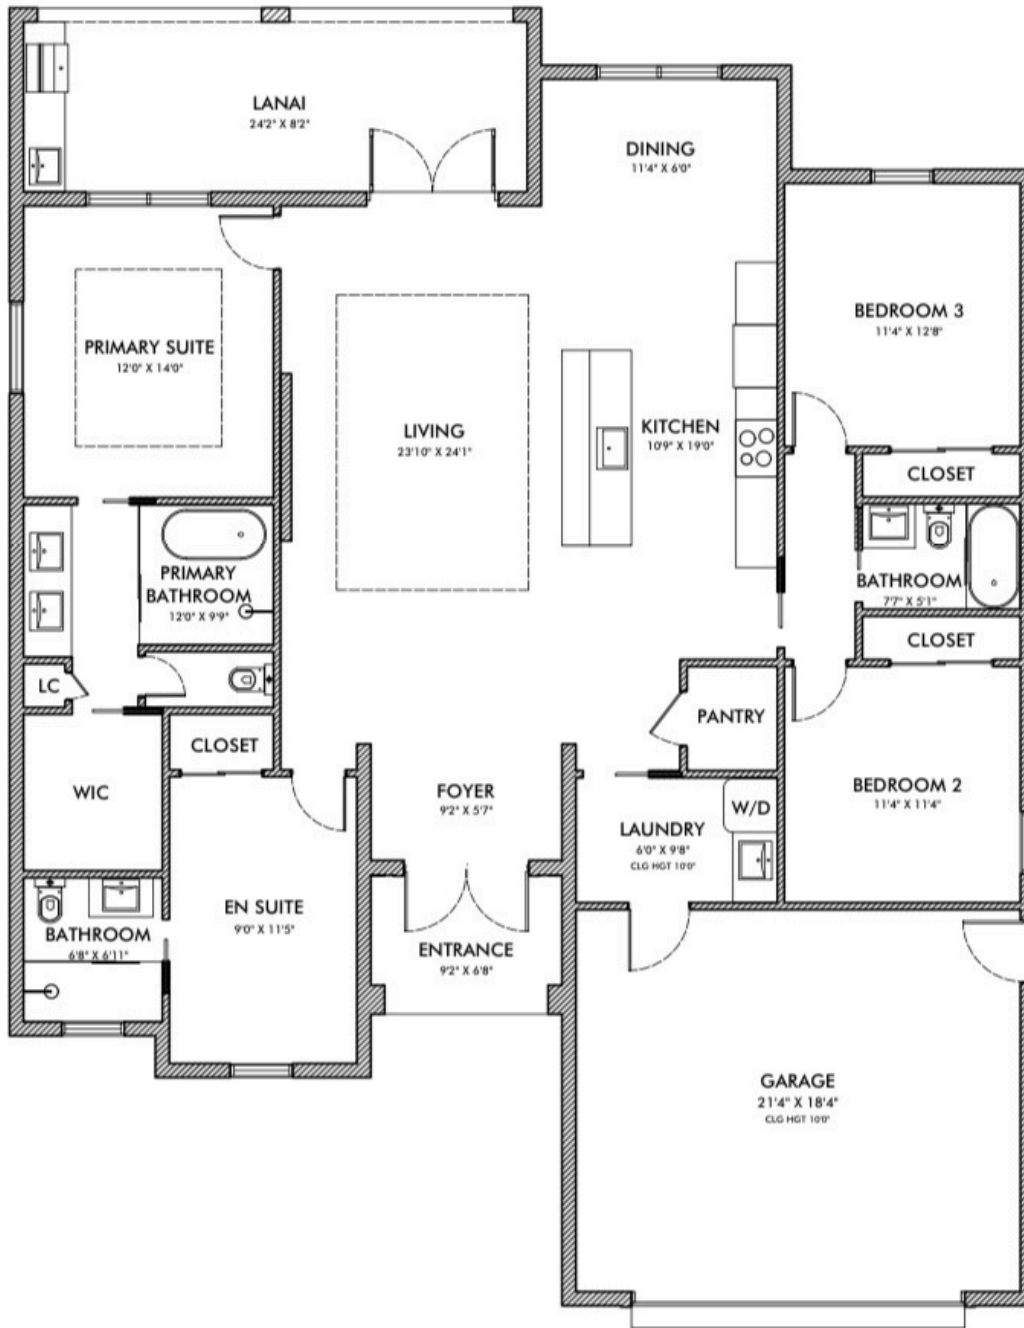 LANAI
24'2" X 8'2"
DINING
11'4" X 6'0"
PRIMARY SUITE
12'0" X 14'0"
BEDROOM 3
11'4" X 12'8"
LIVING
23'10" X 24'1"
KITCHEN
10'9" X 19'0"
CLOSET
PRIMARY
BATHROOM
12'0" X 9'9"
BATHROOM
7'7" X 5'1"
CLOSET
LC
PANTRY
CLOSET
WIC
FOYER
9'2" X 5'7"
BEDROOM 2
11'4" X 11'4"
W/D
LAUNDRY
6'0" X 9'8"
CLG HGT 10'0"
EN SUITE
9'0" X 11'5"
BATHROOM
6'8" X 6'11"
ENTRANCE
9'2" X 6'8"
GARAGE
21'4" X 18'4"
CLG HGT 10'0"